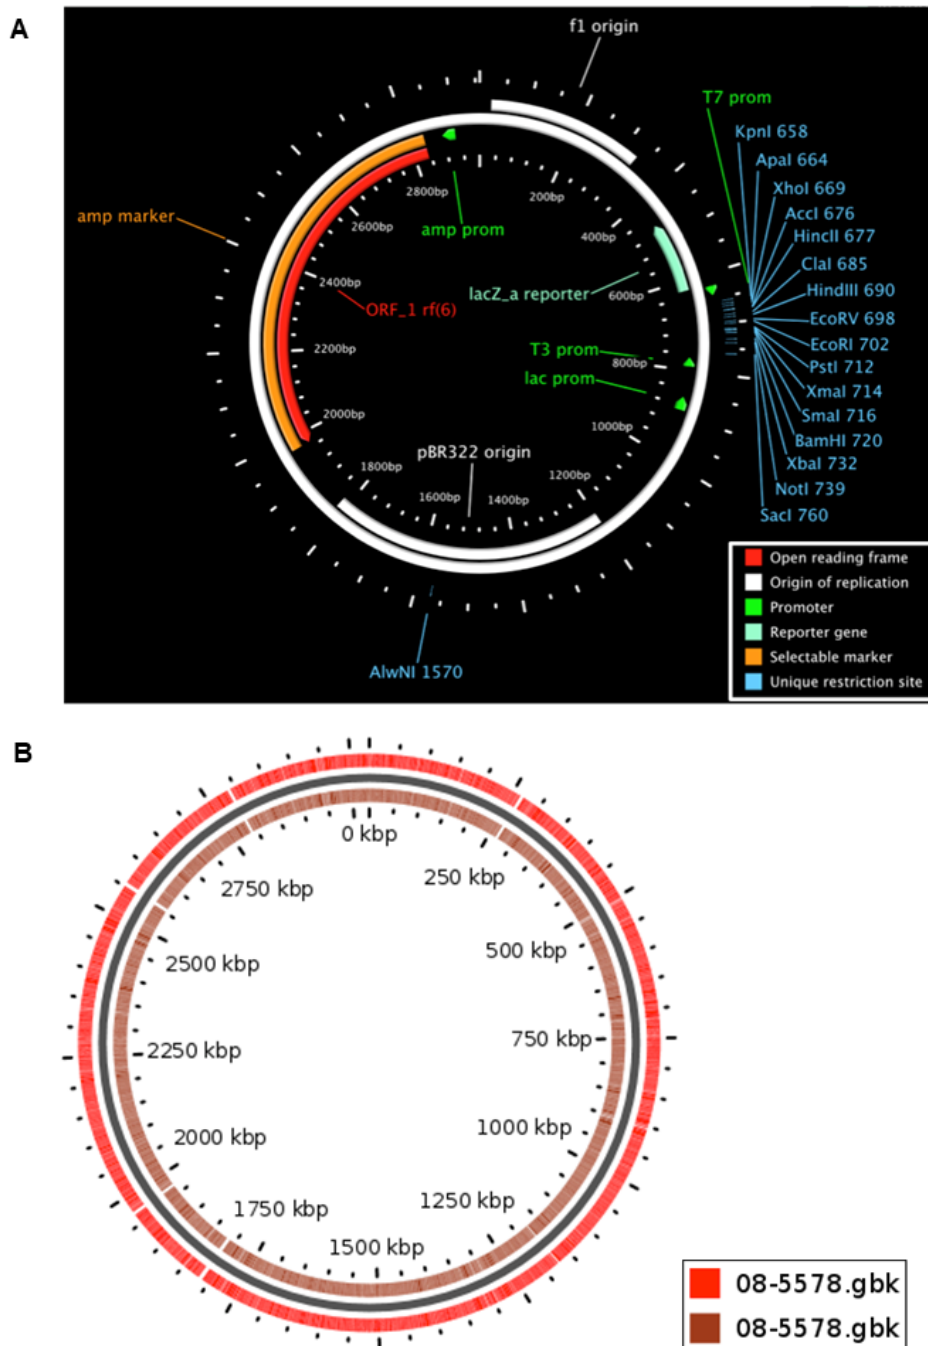 A
f1 origin
T7 prom
KpnI 658
ApaI 664
XhoI 669
AccI 676
HincII 677
ClaI 685
HindIII 690
EcoRV 698
EcoRI 702
PstI 712
XmaI 714
SmaI 716
BamHI 720
XbaI 732
NotI 739
SacI 760
amp marker
amp prom
ORF_1 rf(6)
lacZ_a reporter
T3 prom
lac prom
pBR322 origin
AlwNI 1570
200bp
400bp
600bp
800bp
1000bp
1200bp
1400bp
1600bp
1800bp
2000bp
2200bp
2400bp
2600bp
2800bp
Open reading frame
Origin of replication
Promoter
Reporter gene
Selectable marker
Unique restriction site
B
0 kbp
250 kbp
500 kbp
750 kbp
1000 kbp
1250 kbp
1500 kbp
1750 kbp
2000 kbp
2250 kbp
2500 kbp
2750 kbp
08-5578.gbk
08-5578.gbk